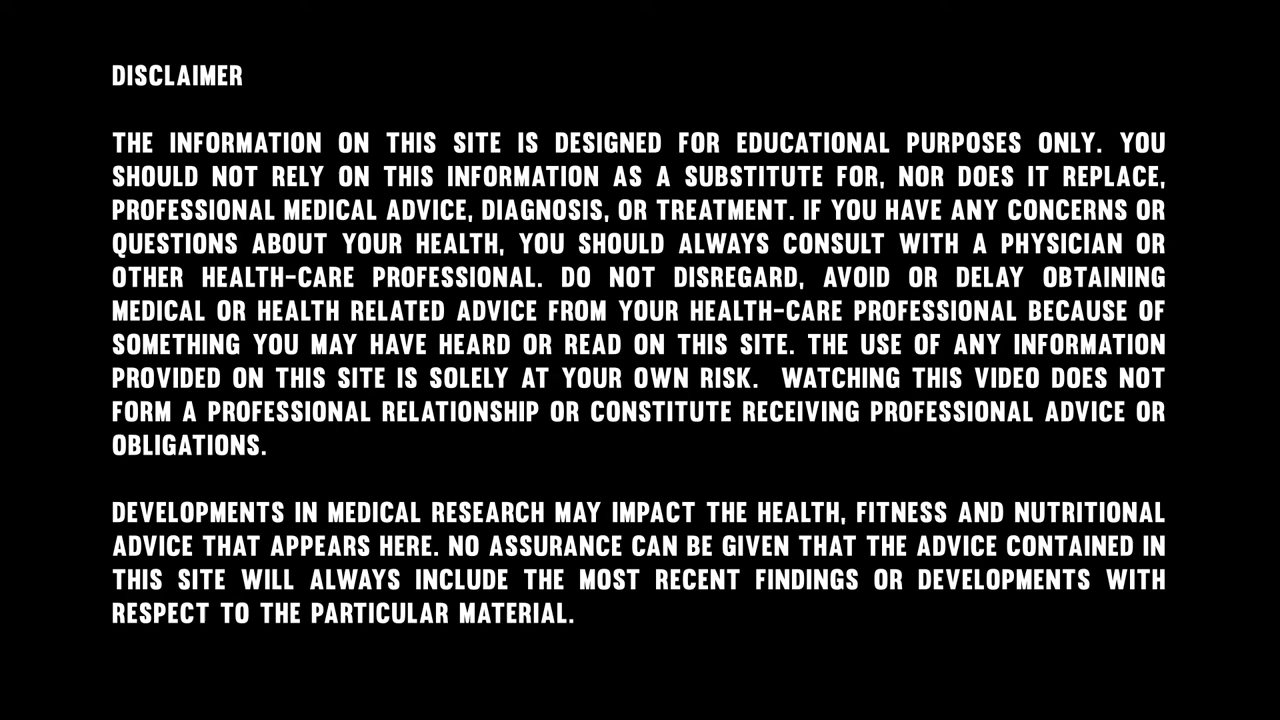 DISCLAIMER
THE INFORMATION ON THIS SITE IS DESIGNED FOR EDUCATIONAL PURPOSES ONLY. YOU
SHOULD NOT RELY ON THIS INFORMATION AS A SUBSTITUTE FOR, NOR DOES IT REPLACE,
PROFESSIONAL MEDICAL ADVICE, DIAGNOSIS, OR TREATMENT. IF YOU HAVE ANY CONCERNS OR
QUESTIONS ABOUT YOUR HEALTH, YOU SHOULD ALWAYS CONSULT WITH A PHYSICIAN OR
OTHER HEALTH-CARE PROFESSIONAL. DO NOT DISREGARD, AVOID OR DELAY OBTAINING
MEDICAL OR HEALTH RELATED ADVICE FROM YOUR HEALTH-CARE PROFESSIONAL BECAUSE OF
SOMETHING YOU MAY HAVE HEARD OR READ ON THIS SITE. THE USE OF ANY INFORMATION
PROVIDED ON THIS SITE IS SOLELY AT YOUR OWN RISK. WATCHING THIS VIDEO DOES NOT
FORM A PROFESSIONAL RELATIONSHIP OR CONSTITUTE RECEIVING PROFESSIONAL ADVICE OR
OBLIGATIONS.
DEVELOPMENTS IN MEDICAL RESEARCH MAY IMPACT THE HEALTH, FITNESS AND NUTRITIONAL
ADVICE THAT APPEARS HERE. NO ASSURANCE CAN BE GIVEN THAT THE ADVICE CONTAINED IN
THIS SITE WILL ALWAYS INCLUDE THE MOST RECENT FINDINGS OR DEVELOPMENTS WITH
RESPECT TO THE PARTICULAR MATERIAL.